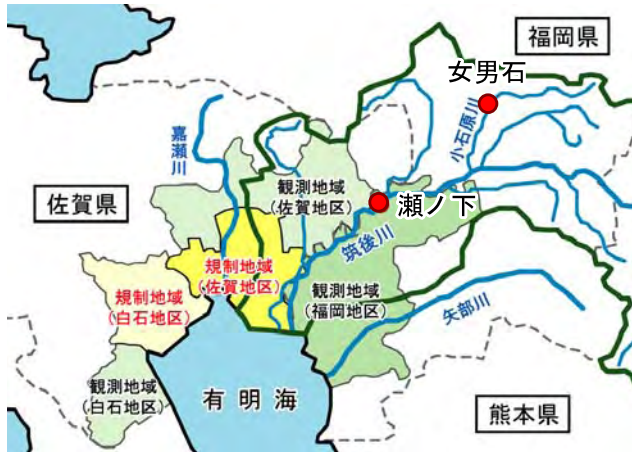 福岡県
女男石
小石原川
嘉瀬川
佐賀県
観測地域
(佐賀地区)
瀬ノ下
筑後川
規制地域
(佐賀地区)
規制地域
(白石地区)
観測地域
(福岡地区)
矢部川
観測地域
(白石地区)
有明海
熊本県